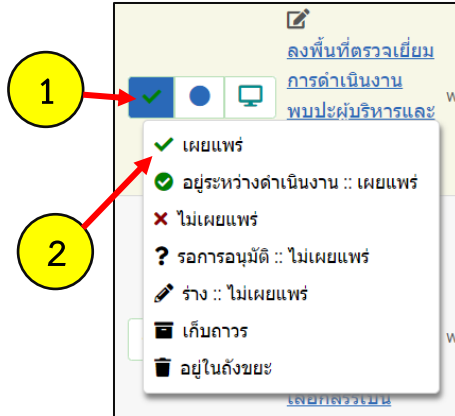 ลงพื้นที่ตรวจเยี่ยม
การดำเนินงาน
พบปะผู้บริหารและ
1
เผยแพร่
อยู่ระหว่างดำเนินงาน :: เผยแพร่
ไม่เผยแพร่
2
รอการอนุมัติ :: ไม่เผยแพร่
ร่าง :: ไม่เผยแพร่
เก็บถาวร
อยู่ในถังขยะ